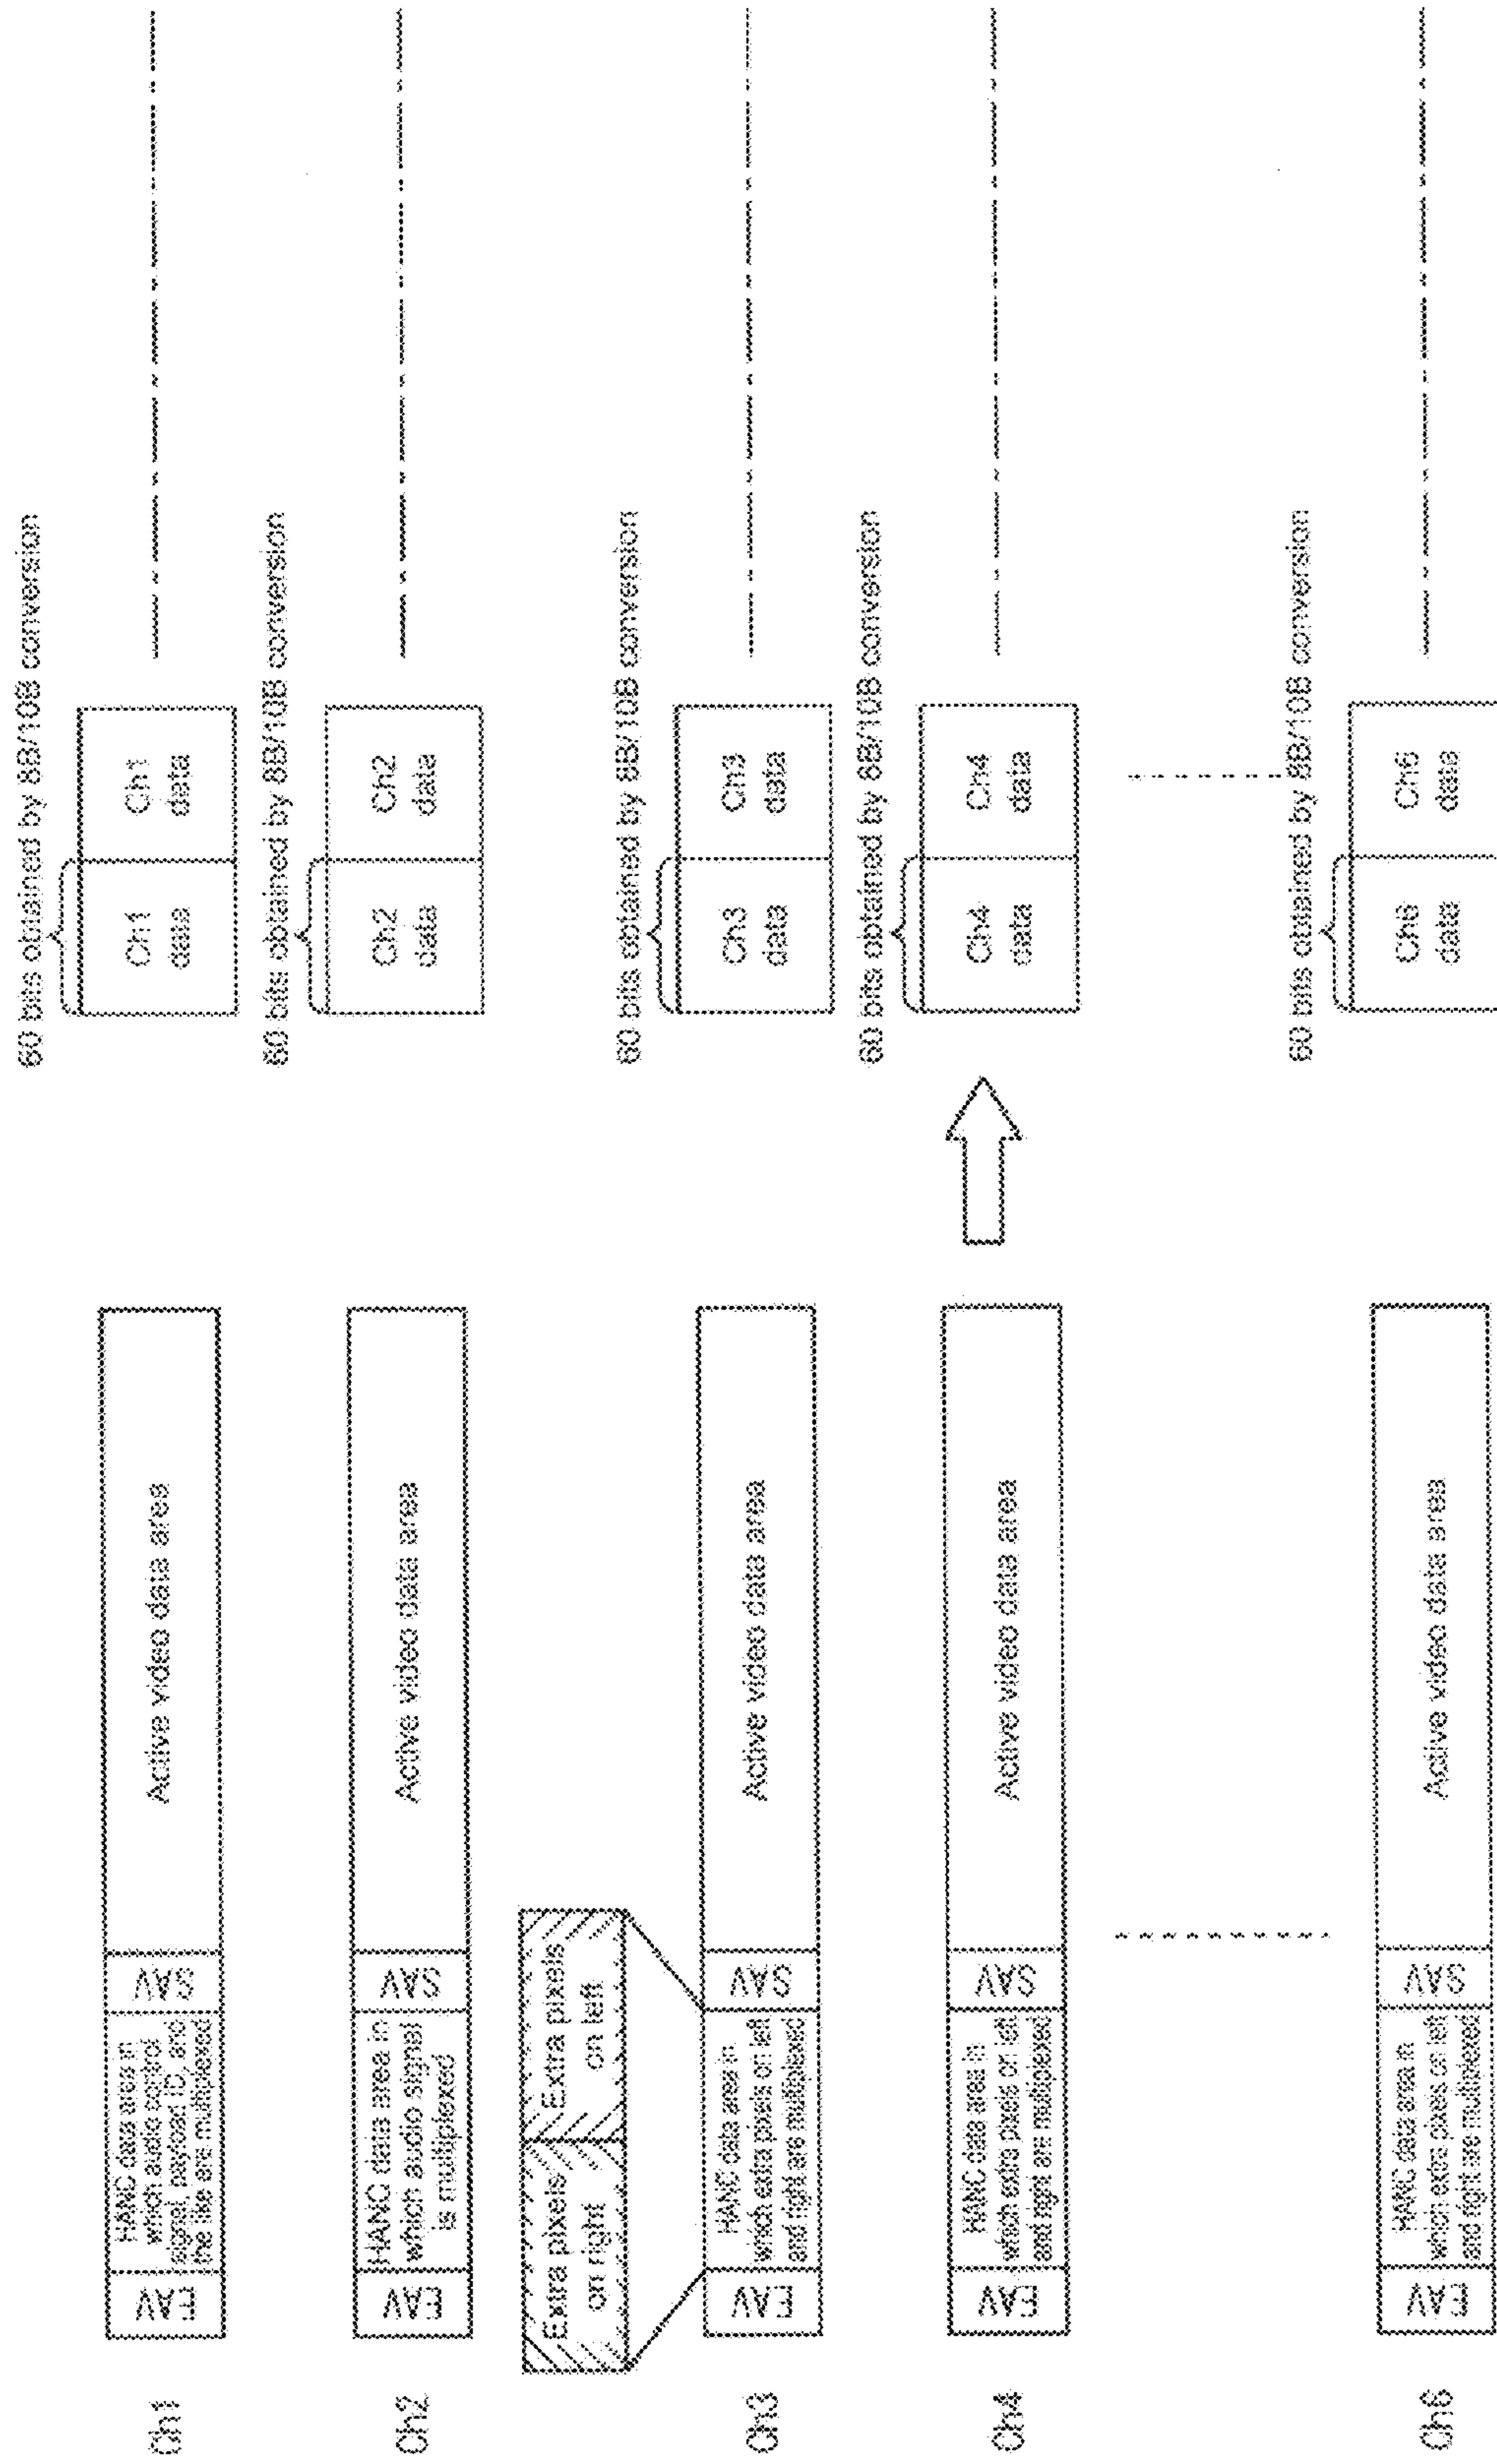 Ch1
EAV
HANC data area in
which audio control
signal, payload ID, and
the like are multiplexed
SAV
Active video data area
60 bits obtained by 8B/10B conversion
Ch1
data
Ch1
data
Ch2
EAV
HANC data area in
which audio signal
is multiplexed
SAV
Active video data area
60 bits obtained by 8B/10B conversion
Ch2
data
Ch2
data
Extra pixels
on right
Extra pixels
on left
Ch3
EAV
HANC data area in
which extra pixels on left
and right are multiplexed
SAV
Active video data area
60 bits obtained by 8B/10B conversion
Ch3
data
Ch3
data
Ch4
EAV
HANC data area in
which extra pixels on left
and right are multiplexed
SAV
Active video data area
60 bits obtained by 8B/10B conversion
Ch4
data
Ch4
data
Ch6
EAV
HANC data area in
which extra pixels on left
and right are multiplexed
SAV
Active video data area
60 bits obtained by 8B/10B conversion
Ch6
data
Ch6
data